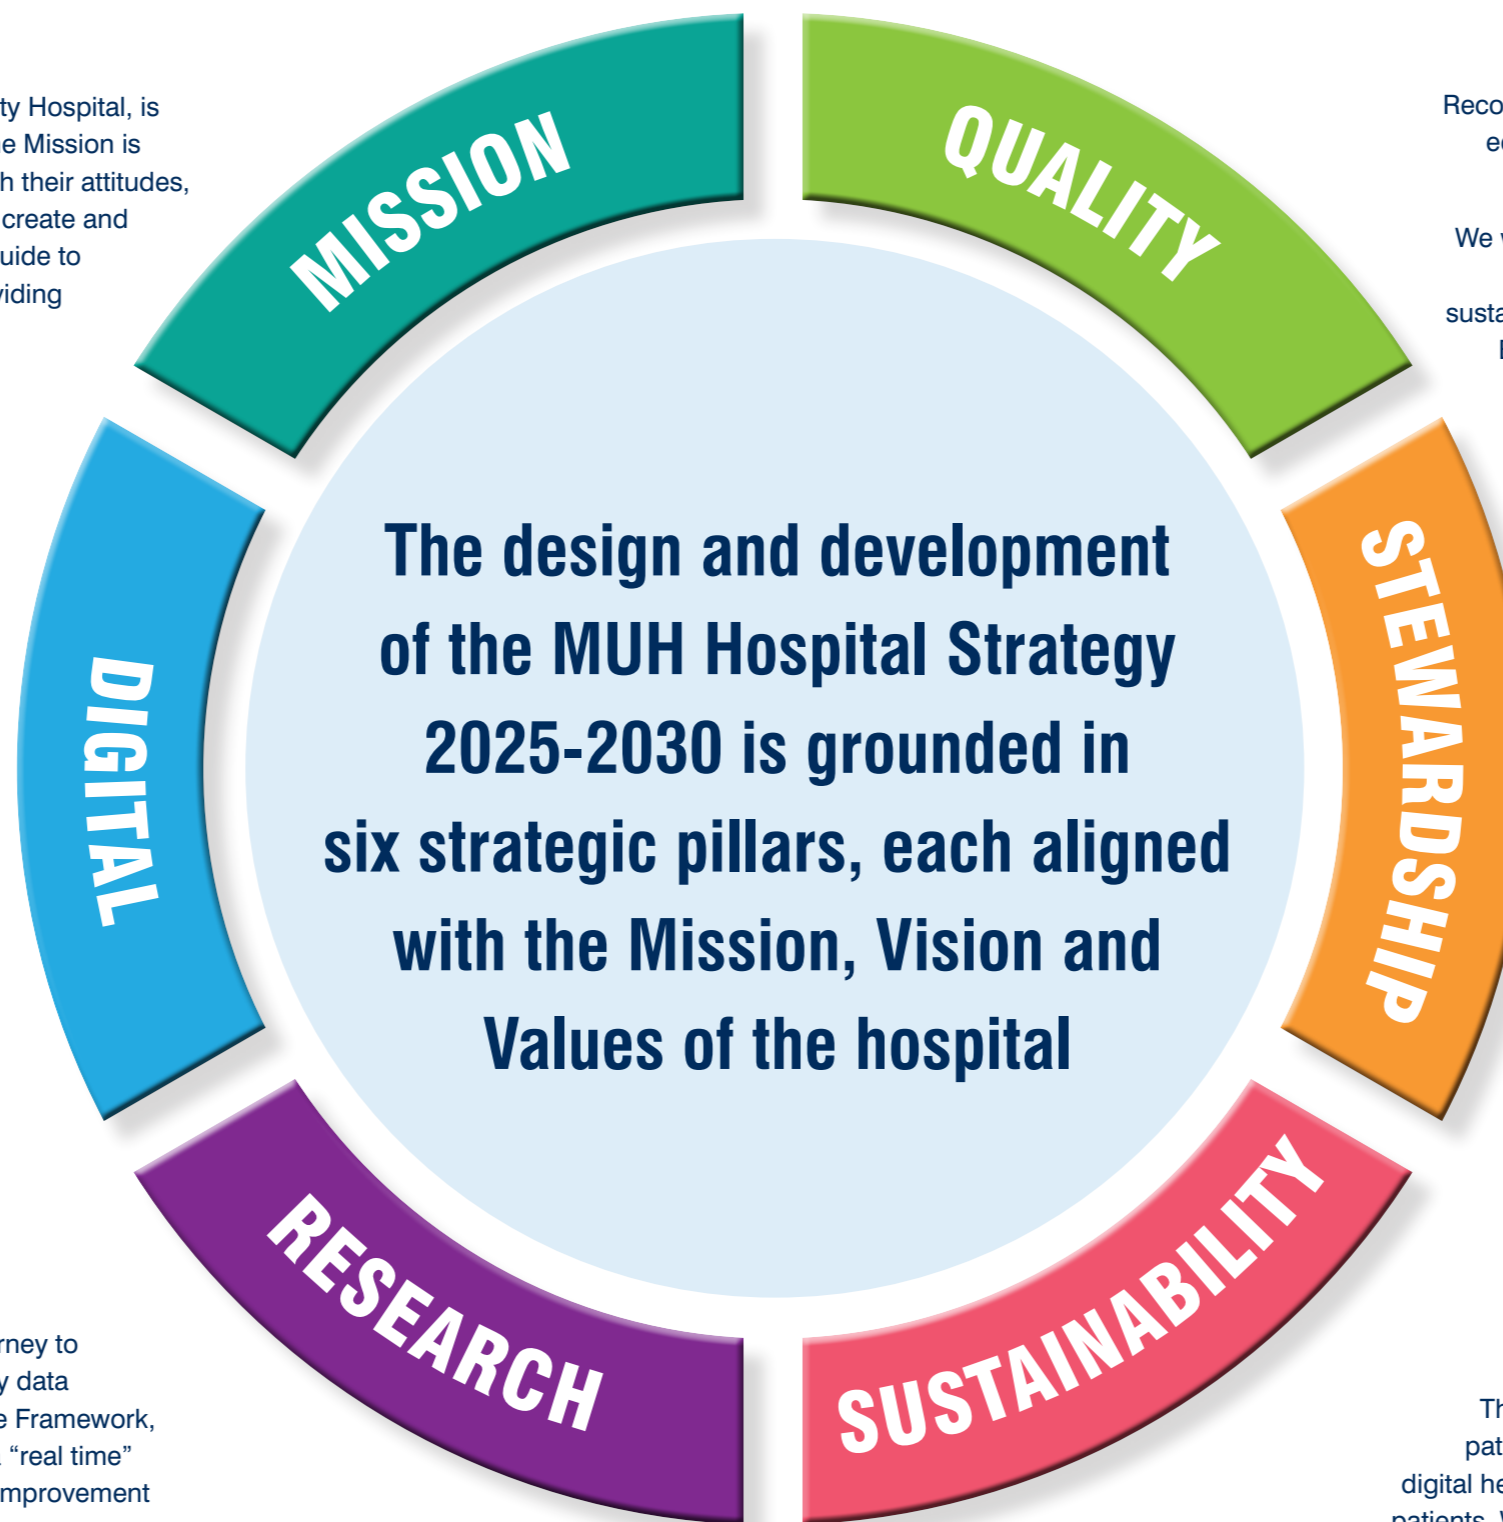 ty Hospital, is
e Mission is
h their attitudes,
create and
uide to
viding
MISSION
QUALITY
Reco
ec
We w
susta
E
STEWARDSHIP
DIGITAL
The design and development
of the MUH Hospital Strategy
2025-2030 is grounded in
six strategic pillars, each aligned
with the Mission, Vision and
Values of the hospital
RESEARCH
SUSTAINABILITY
rney to
y data
e Framework,
“real time”
mprovement
Th
pat
digital he
patients. W